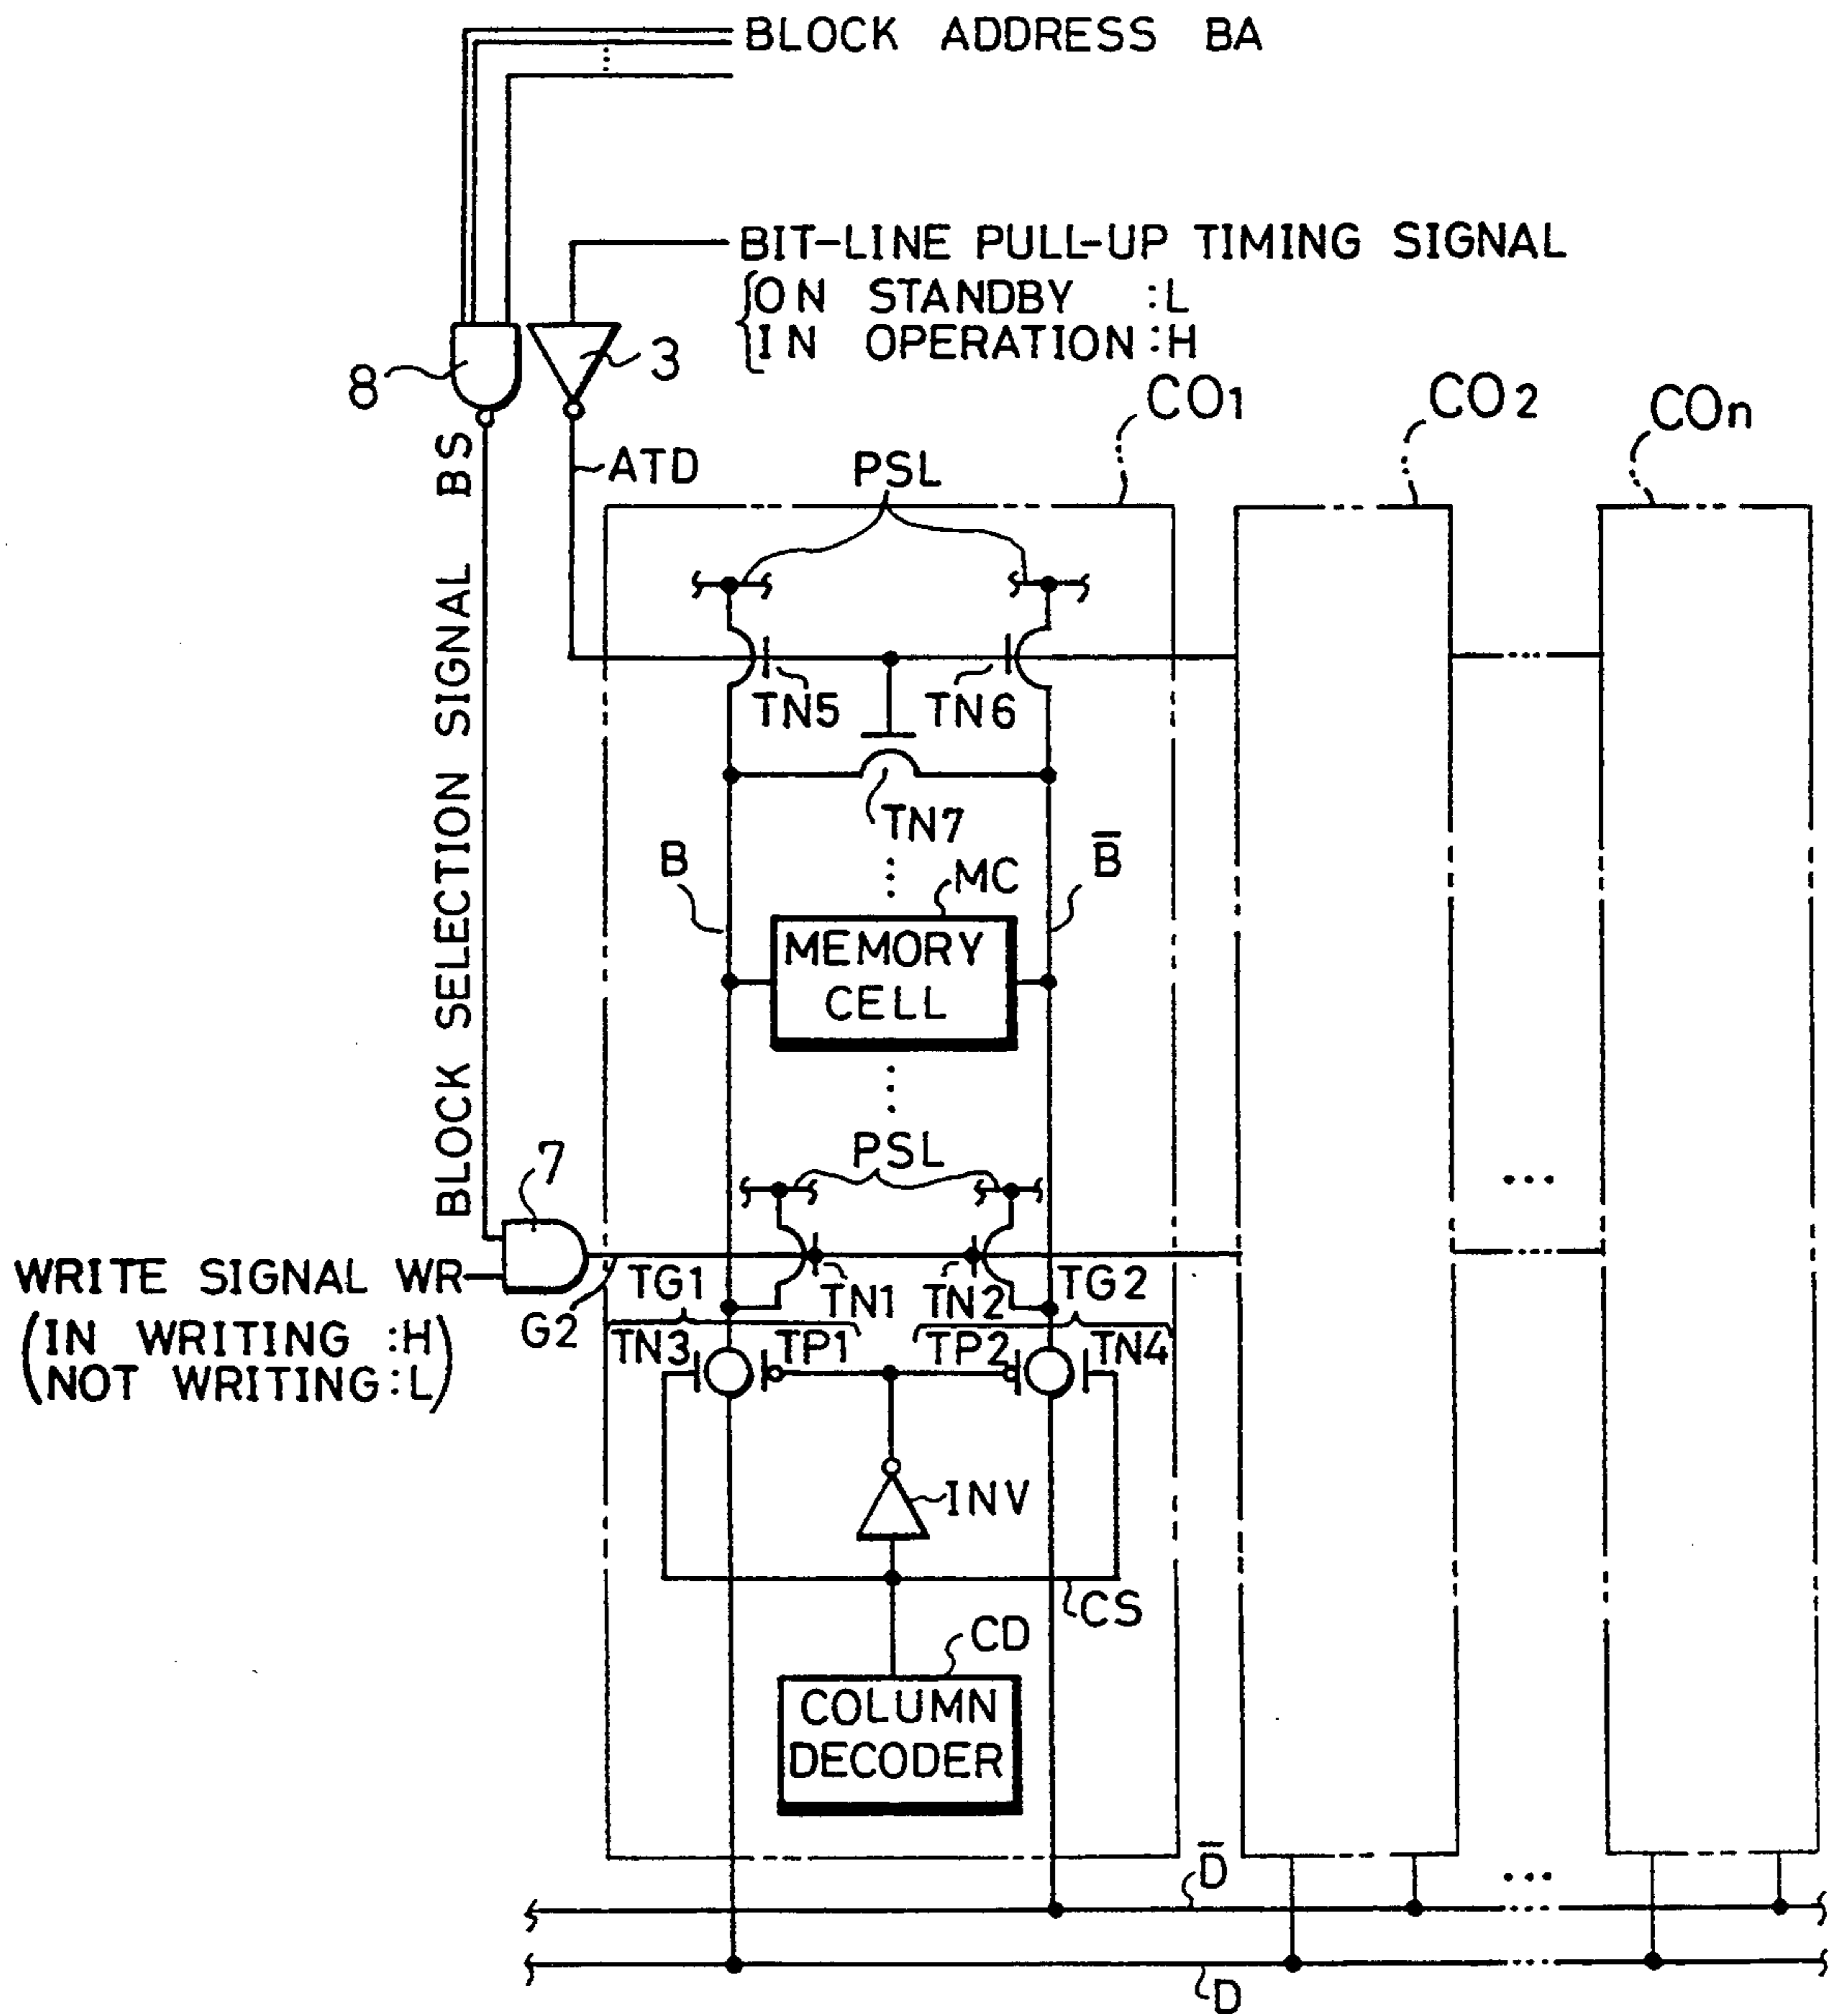 BLOCK ADDRESS BA
BIT-LINE PULL-UP TIMING SIGNAL
ON STANDBY :L
IN OPERATION :H
8
3
CO1
CO2
COn
ATD
PSL
BLOCK SELECTION SIGNAL BS
TN5
TN6
TN7
B
B̅
MC
MEMORY
CELL
PSL
7
WRITE SIGNAL WR
(IN WRITING :H)
(NOT WRITING:L)
G2
TG1
TN1
TN2
TG2
TN3
TP1
TP2
TN4
INV
CS
CD
COLUMN
DECODER
D̅
D